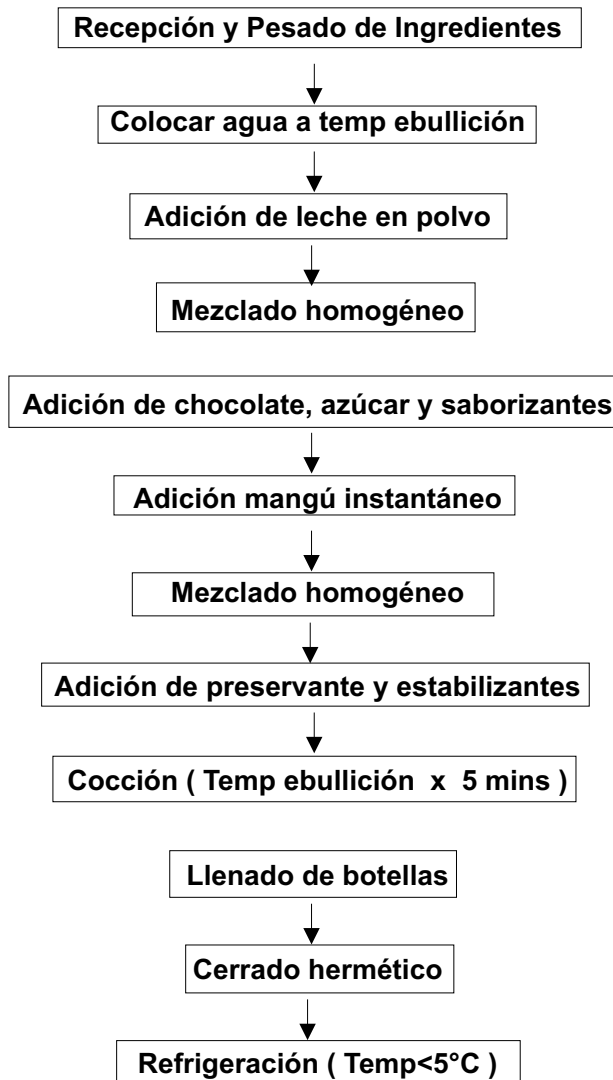 Recepción y Pesado de Ingredientes
Colocar agua a temp ebullición
Adición de leche en polvo
Mezclado homogéneo
Adición de chocolate, azúcar y saborizantes
Adición mangú instantáneo
Mezclado homogéneo
Adición de preservante y estabilizantes
Cocción ( Temp ebullición x 5 mins )
Llenado de botellas
Cerrado hermético
Refrigeración ( Temp<5°C )